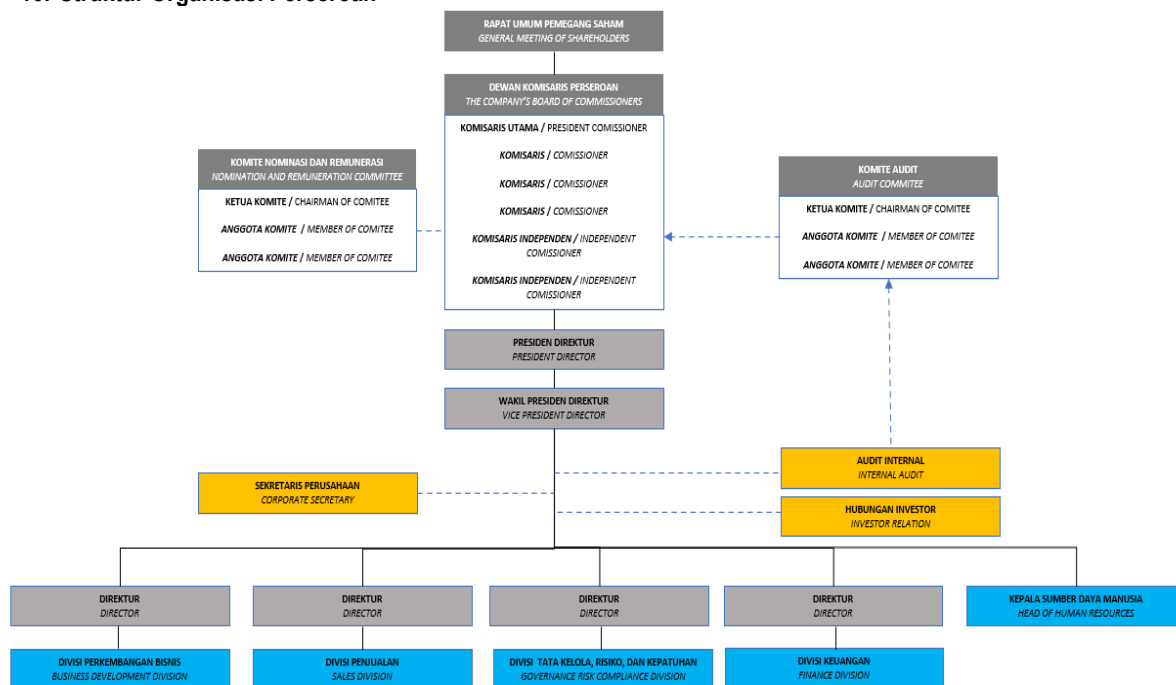 RAPAT UMUM PEMEGANG SAHAM
GENERAL MEETING OF SHAREHOLDERS
DEWAN KOMISARIS PERSEROAN
THE COMPANY'S BOARD OF COMMISSIONERS
KOMISARIS UTAMA / PRESIDENT COMISSIONER
KOMISARIS / COMISSIONER
KOMISARIS / COMISSIONER
KOMISARIS / COMISSIONER
KOMISARIS INDEPENDEN / INDEPENDENT
COMISSIONER
KOMISARIS INDEPENDEN / INDEPENDENT
COMISSIONER
KOMITE NOMINASI DAN REMUNERASI
NOMINATION AND REMUNERATION COMMITTEE
KETUA KOMITE / CHAIRMAN OF COMITEE
ANGGOTA KOMITE / MEMBER OF COMITEE
ANGGOTA KOMITE / MEMBER OF COMITEE
KOMITE AUDIT
AUDIT COMMITEE
KETUA KOMITE / CHAIRMAN OF COMITEE
ANGGOTA KOMITE / MEMBER OF COMITEE
ANGGOTA KOMITE / MEMBER OF COMITEE
PRESIDEN DIREKTUR
PRESIDENT DIRECTOR
WAKIL PRESIDEN DIREKTUR
VICE PRESIDENT DIRECTOR
SEKRETARIS PERUSAHAAN
CORPORATE SECRETARY
AUDIT INTERNAL
INTERNAL AUDIT
HUBUNGAN INVESTOR
INVESTOR RELATION
DIREKTUR
DIRECTOR
DIREKTUR
DIRECTOR
DIREKTUR
DIRECTOR
DIREKTUR
DIRECTOR
KEPALA SUMBER DAYA MANUSIA
HEAD OF HUMAN RESOURCES
DIVISI PERKEMBANGAN BISNIS
BUSINESS DEVELOPMENT DIVISION
DIVISI PENJUALAN
SALES DIVISION
DIVISI TATA KELOLA, RISIKO, DAN KEPATUHAN
GOVERNANCE RISK COMPLIANCE DIVISION
DIVISI KEUANGAN
FINANCE DIVISION